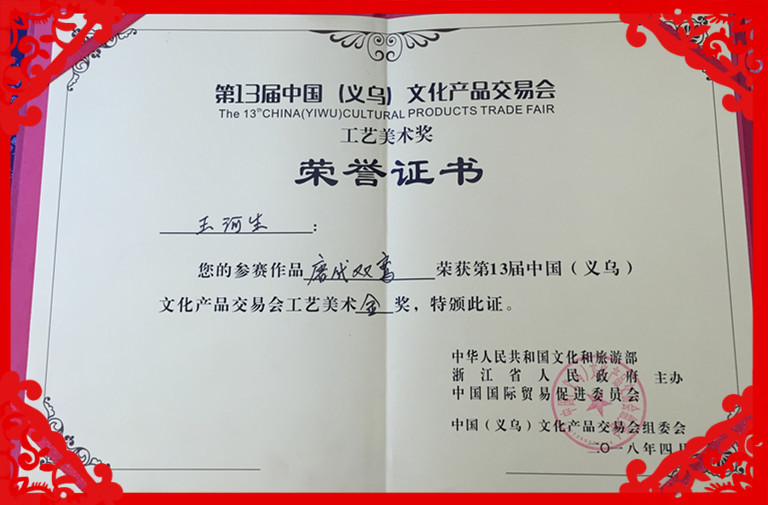 第13届中国（义乌）文化产品交易会
The 13th CHINA(YIWU)CULTURAL PRODUCTS TRADE FAIR
工艺美术奖
荣誉证书
王河生：
您的参赛作品唐成双鸾荣获第13届中国（义乌）
文化产品交易会工艺美术金奖，特颁此证。
中华人民共和国文化和旅游部
浙江省人民政府 主办
中国国际贸易促进委员会
中国（义乌）文化产品交易会组委会
二〇一八年四月